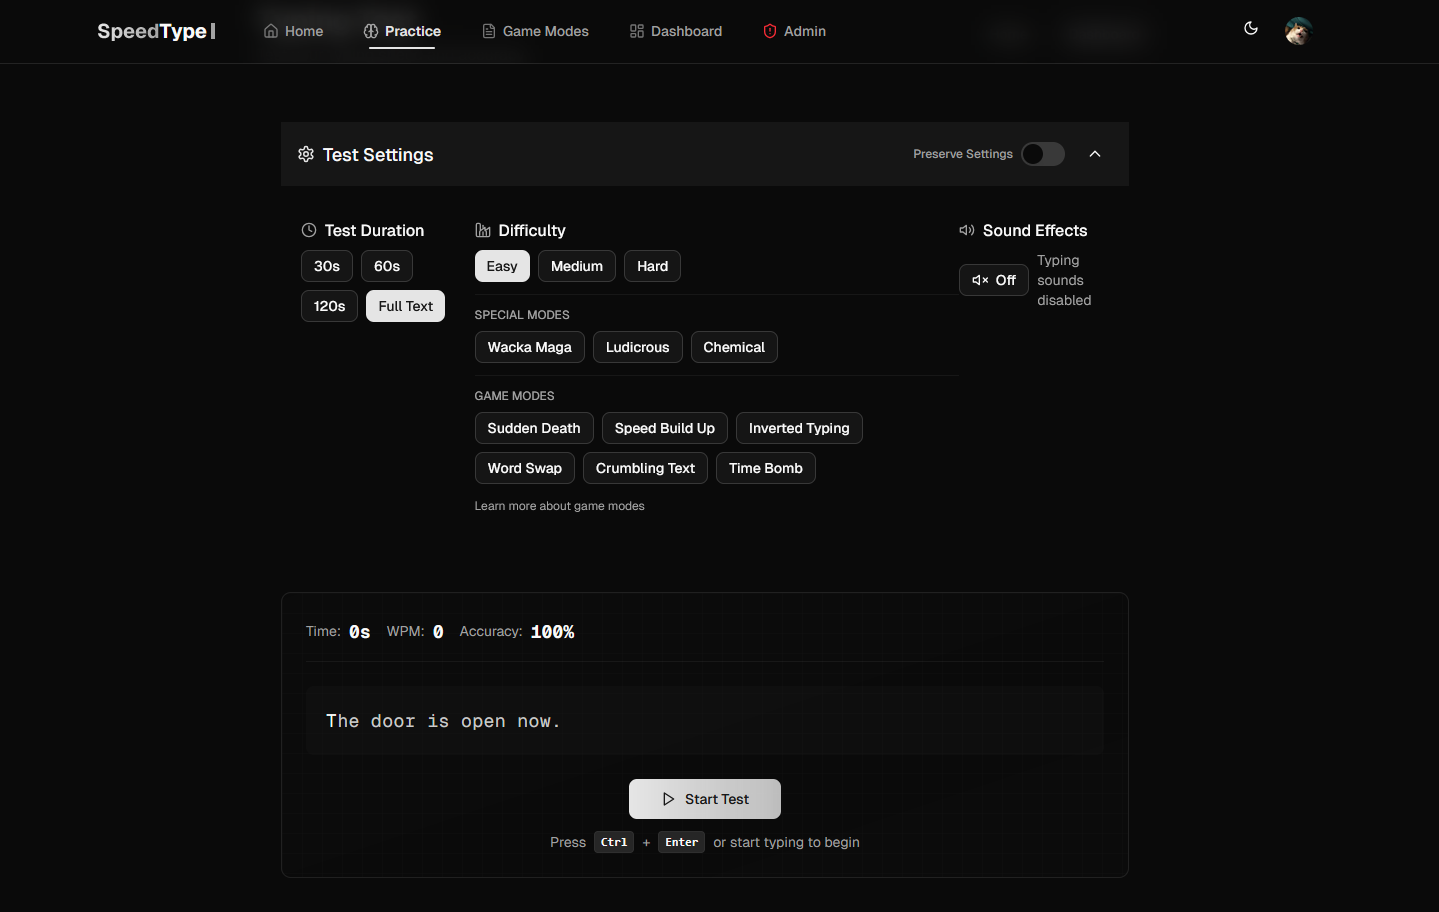 SpeedType
Home
Practice
Game Modes
Dashboard
Admin
Test Settings
Preserve Settings
Test Duration
30s
60s
120s
Full Text
Difficulty
Easy
Medium
Hard
SPECIAL MODES
Wacka Maga
Ludicrous
Chemical
GAME MODES
Sudden Death
Speed Build Up
Inverted Typing
Word Swap
Crumbling Text
Time Bomb
Learn more about game modes
Sound Effects
Off
Typing
sounds
disabled
Time: 0s WPM: 0 Accuracy: 100%
The door is open now.
Start Test
Press Ctrl + Enter or start typing to begin